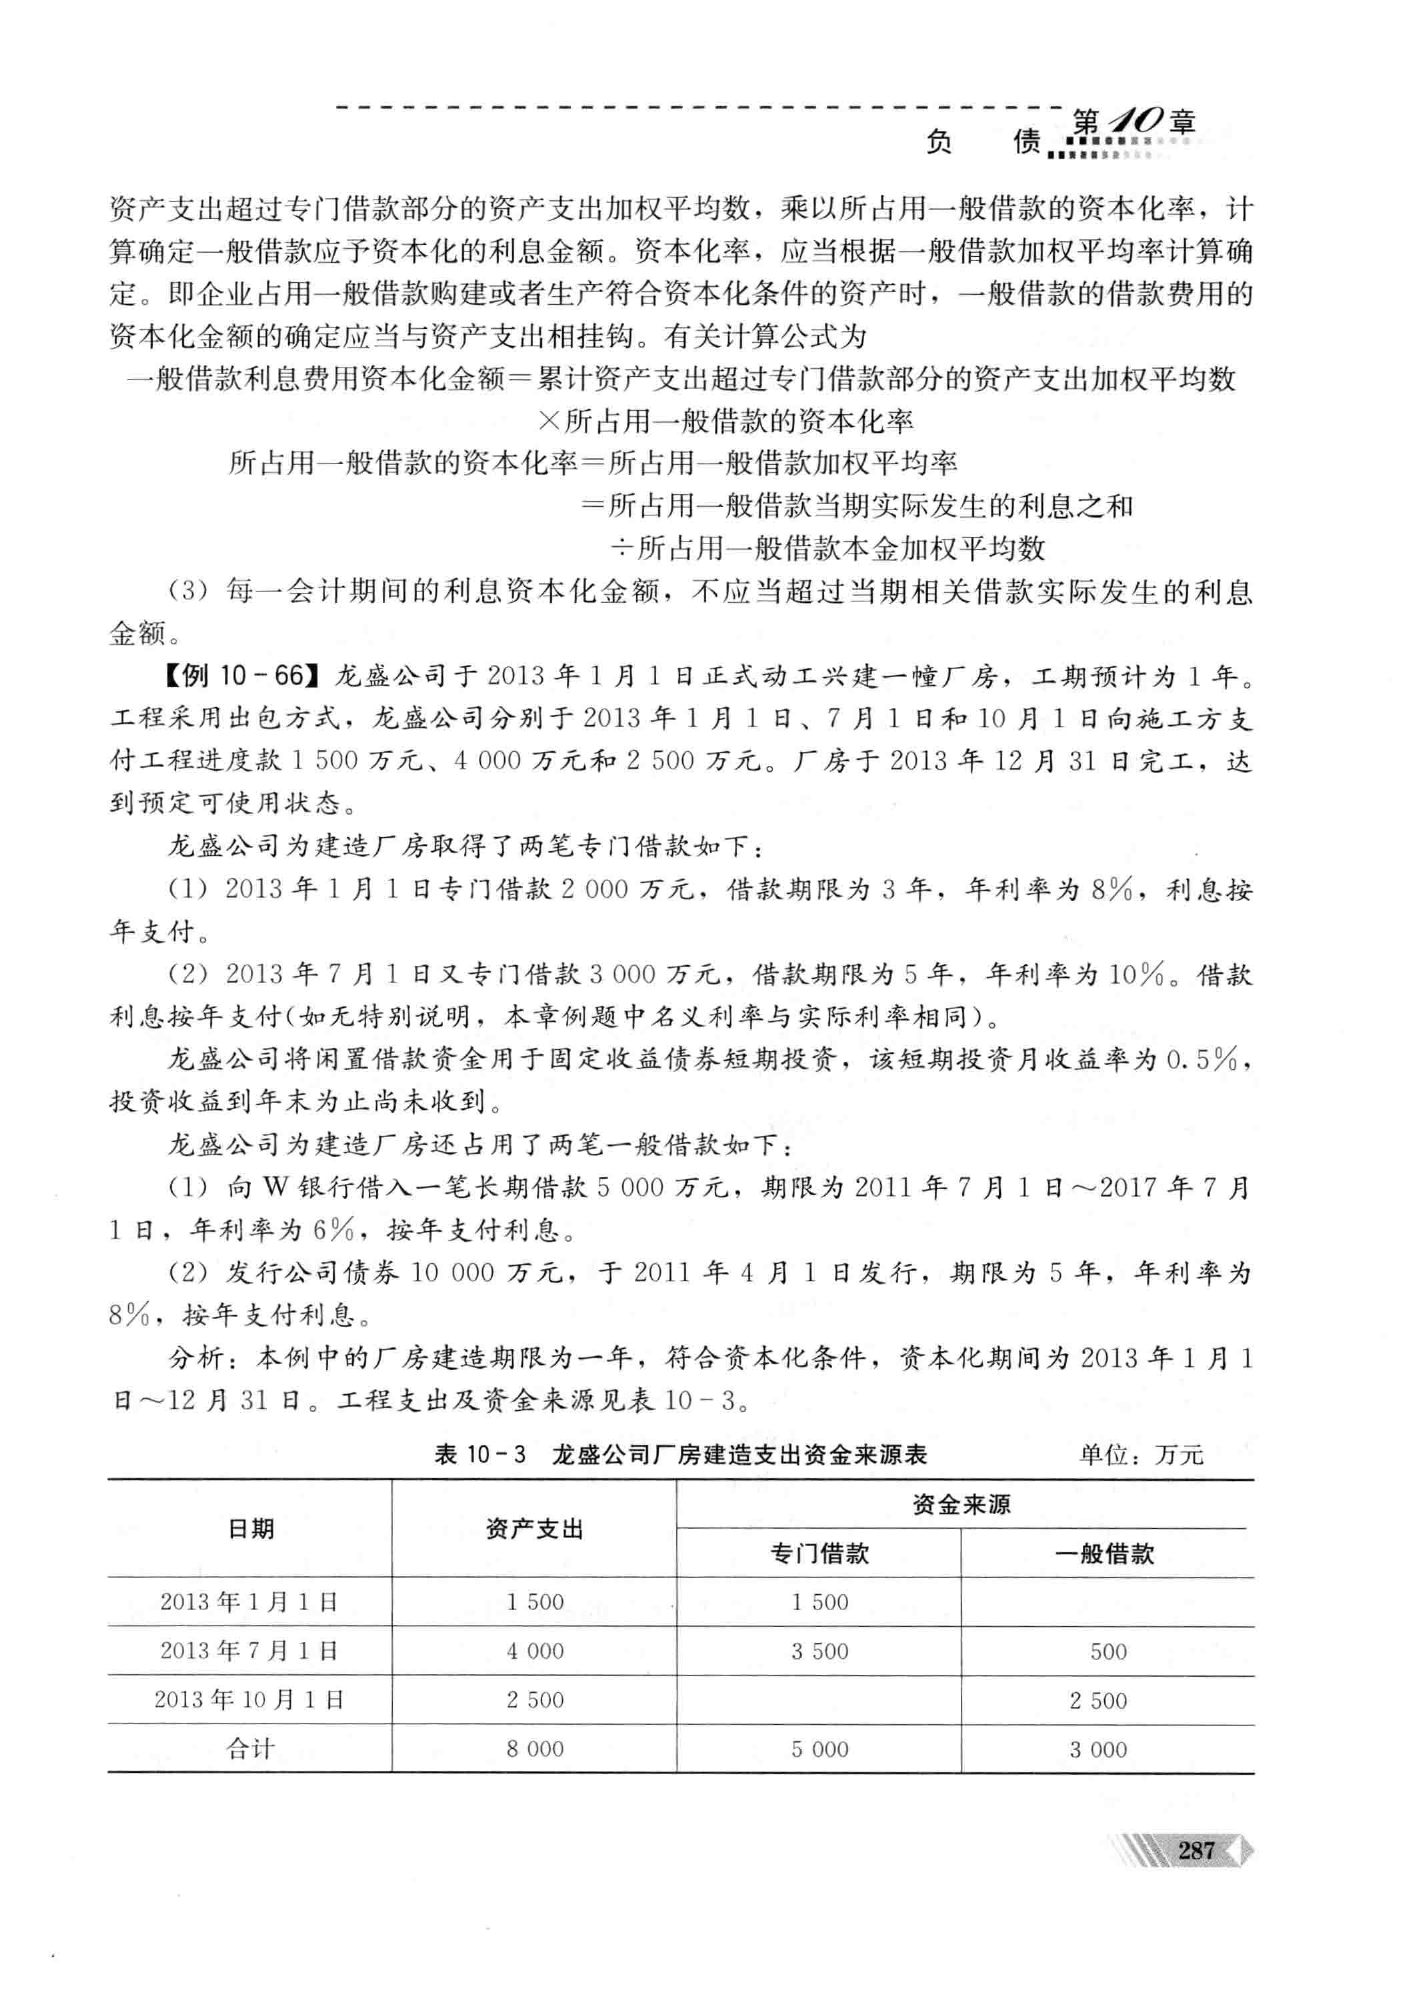 负 债 第10章
资产支出超过专门借款部分的资产支出加权平均数，乘以所占用一般借款的资本化率，计
算确定一般借款应予资本化的利息金额。资本化率，应当根据一般借款加权平均率计算确
定。即企业占用一般借款购建或者生产符合资本化条件的资产时，一般借款的借款费用的
资本化金额的确定应当与资产支出相挂钩。有关计算公式为
一般借款利息费用资本化金额＝累计资产支出超过专门借款部分的资产支出加权平均数
×所占用一般借款的资本化率
所占用一般借款的资本化率＝所占用一般借款加权平均率
＝所占用一般借款当期实际发生的利息之和
÷所占用一般借款本金加权平均数
（3）每一会计期间的利息资本化金额，不应当超过当期相关借款实际发生的利息
金额。
【例 10－66】龙盛公司于 2013 年 1 月 1 日正式动工兴建一幢厂房，工期预计为 1 年。
工程采用出包方式，龙盛公司分别于 2013 年 1 月 1 日、7 月 1 日和 10 月 1 日向施工方支
付工程进度款 1 500 万元、4 000 万元和 2 500 万元。厂房于 2013 年 12 月 31 日完工，达
到预定可使用状态。
龙盛公司为建造厂房取得了两笔专门借款如下：
（1）2013 年 1 月 1 日专门借款 2 000 万元，借款期限为 3 年，年利率为 8%，利息按
年支付。
（2）2013 年 7 月 1 日又专门借款 3 000 万元，借款期限为 5 年，年利率为 10%。借款
利息按年支付(如无特别说明，本章例题中名义利率与实际利率相同)。
龙盛公司将闲置借款资金用于固定收益债券短期投资，该短期投资月收益率为 0.5%，
投资收益到年末为止尚未收到。
龙盛公司为建造厂房还占用了两笔一般借款如下：
（1）向 W 银行借入一笔长期借款 5 000 万元，期限为 2011 年 7 月 1 日～2017 年 7 月
1 日，年利率为 6%，按年支付利息。
（2）发行公司债券 10 000 万元，于 2011 年 4 月 1 日发行，期限为 5 年，年利率为
8%，按年支付利息。
分析：本例中的厂房建造期限为一年，符合资本化条件，资本化期间为 2013 年 1 月 1
日～12 月 31 日。工程支出及资金来源见表 10－3。
表 10－3 龙盛公司厂房建造支出资金来源表 单位：万元
日期 资产支出 资金来源
专门借款 一般借款
2013 年 1 月 1 日 1 500 1 500
2013 年 7 月 1 日 4 000 3 500 500
2013 年 10 月 1 日 2 500 2 500
合计 8 000 5 000 3 000
287